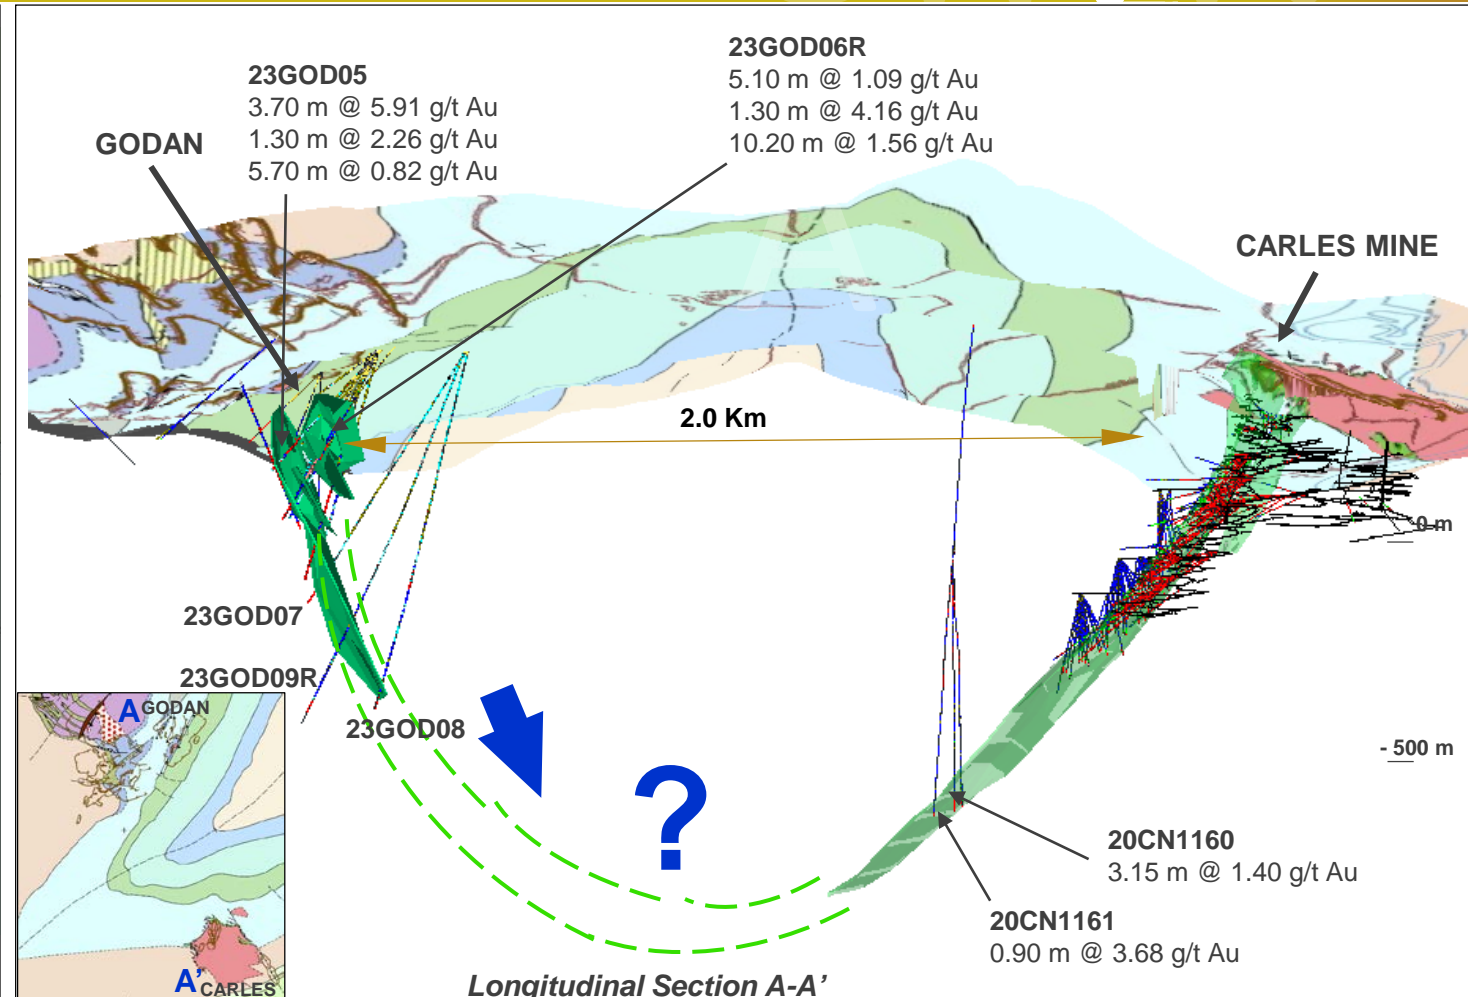 23GOD06R
5.10 m @ 1.09 g/t Au
1.30 m @ 4.16 g/t Au
10.20 m @ 1.56 g/t Au
23GOD05
3.70 m @ 5.91 g/t Au
1.30 m @ 2.26 g/t Au
5.70 m @ 0.82 g/t Au
GODAN
CARLES MINE
2.0 Km
0 m
23GOD07
23GOD09R
23GOD08
- 500 m
?
A GODAN
20CN1160
3.15 m @ 1.40 g/t Au
20CN1161
0.90 m @ 3.68 g/t Au
A' CARLES
Longitudinal Section A-A'